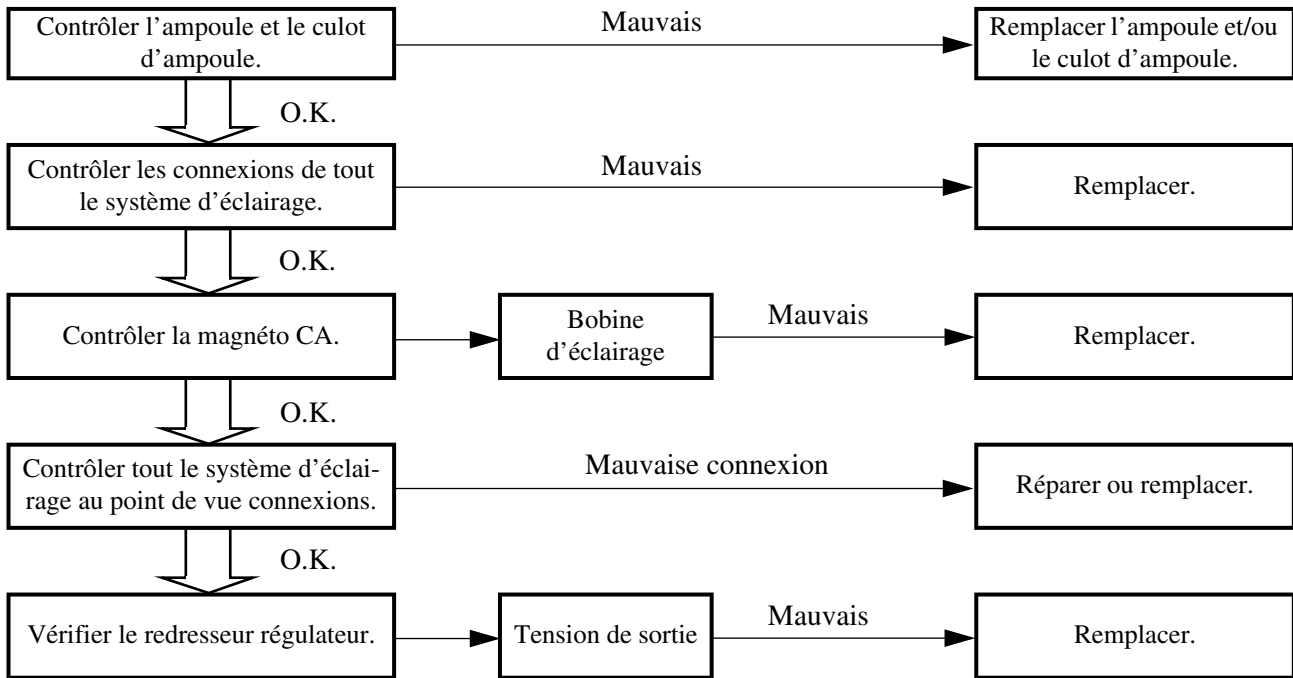 Contrôler l’ampoule et le culot
d’ampoule.
Mauvais
Remplacer l’ampoule et/ou
le culot d’ampoule.
O.K.
Contrôler les connexions de tout
le système d’éclairage.
Mauvais
Remplacer.
O.K.
Contrôler la magnéto CA.
Bobine
d’éclairage
Mauvais
Remplacer.
O.K.
Contrôler tout le système d’éclai-
rage au point de vue connexions.
Mauvaise connexion
Réparer ou remplacer.
O.K.
Vérifier le redresseur régulateur.
Tension de sortie
Mauvais
Remplacer.